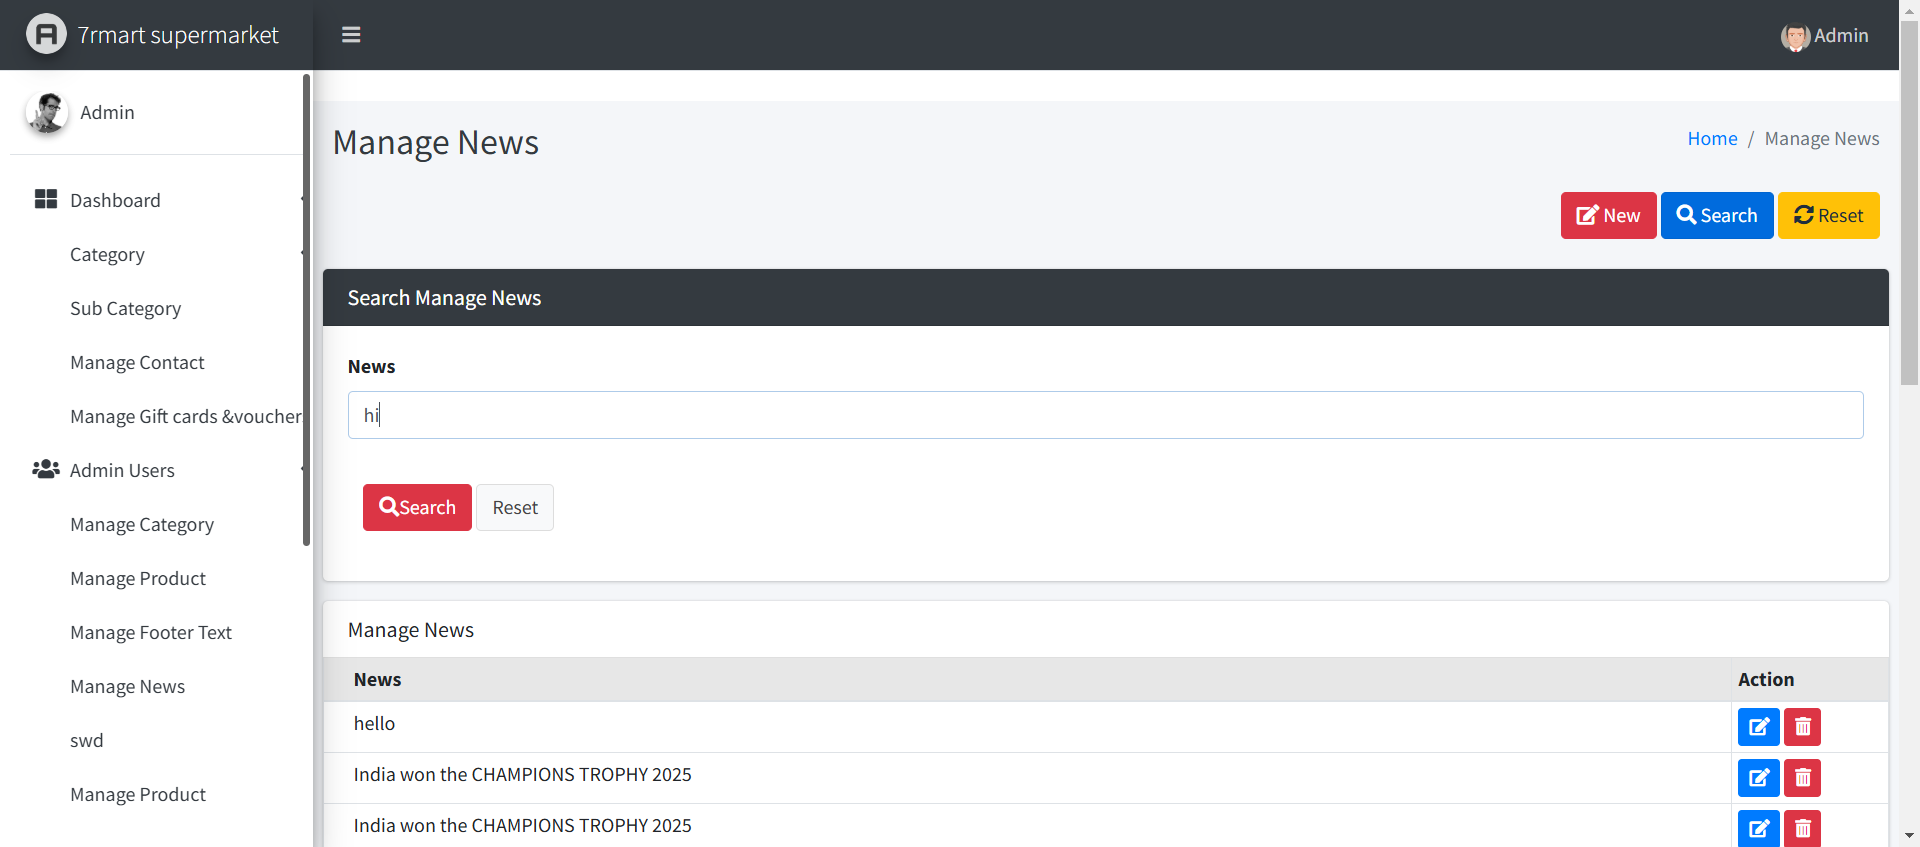 7rmart supermarket
Admin
Admin
Dashboard
Category
Sub Category
Manage Contact
Manage Gift cards &voucher
Admin Users
Manage Category
Manage Product
Manage Footer Text
Manage News
swd
Manage Product
Manage News
Home / Manage News
New Search Reset
Search Manage News
News
hi
Search Reset
Manage News
News Action
hello
India won the CHAMPIONS TROPHY 2025
India won the CHAMPIONS TROPHY 2025